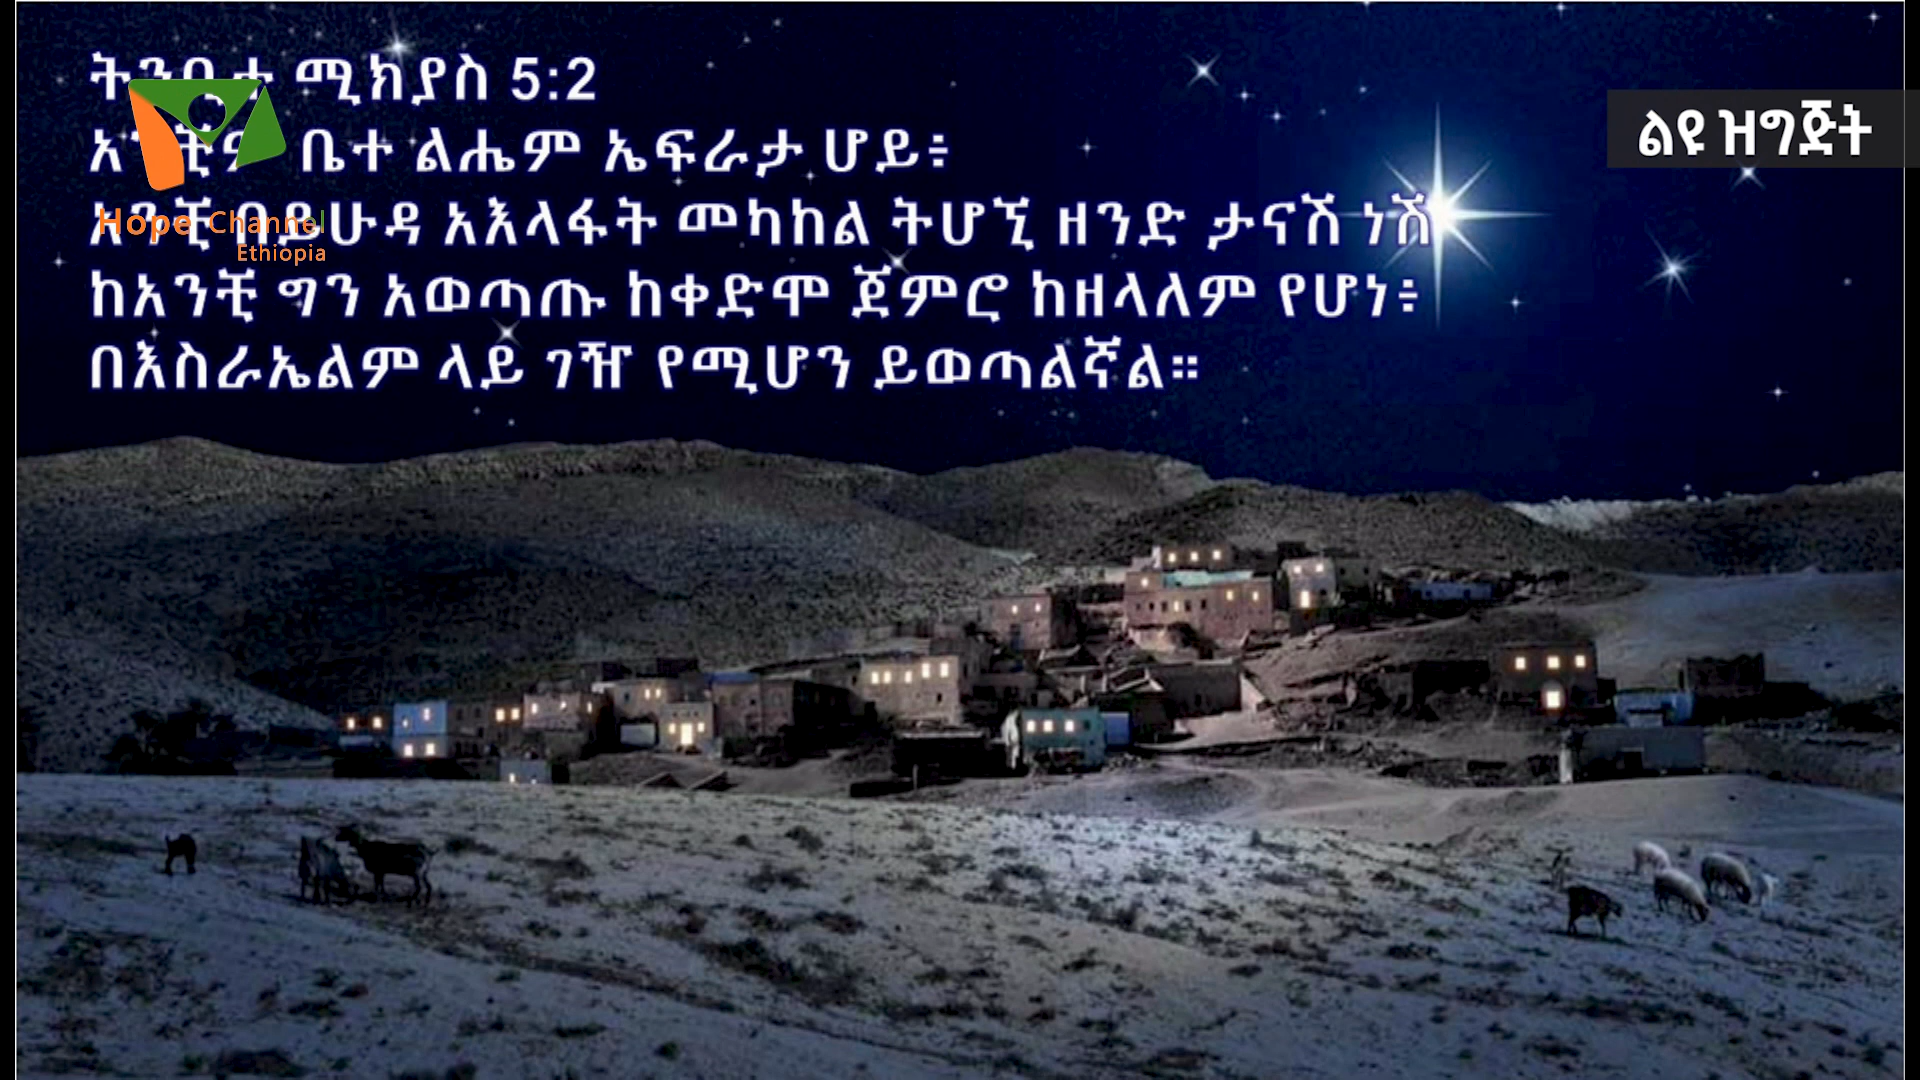 ሚክያስ 5:2
ቤተ ልሔም ኤፍራታ ሆይ፥
በይሁዳ አእላፋት መካከል ትሆኚ ዘንድ ታናሽ ነሽ
ከአንቺ ግን አወጣጡ ከቀድሞ ጀምሮ ከዘላለም የሆነ፥
በእስራኤልም ላይ ገዥ የሚሆን ይወጣልኛል።
ልዩ ዝግጅት
Hope Channel
Ethiopia